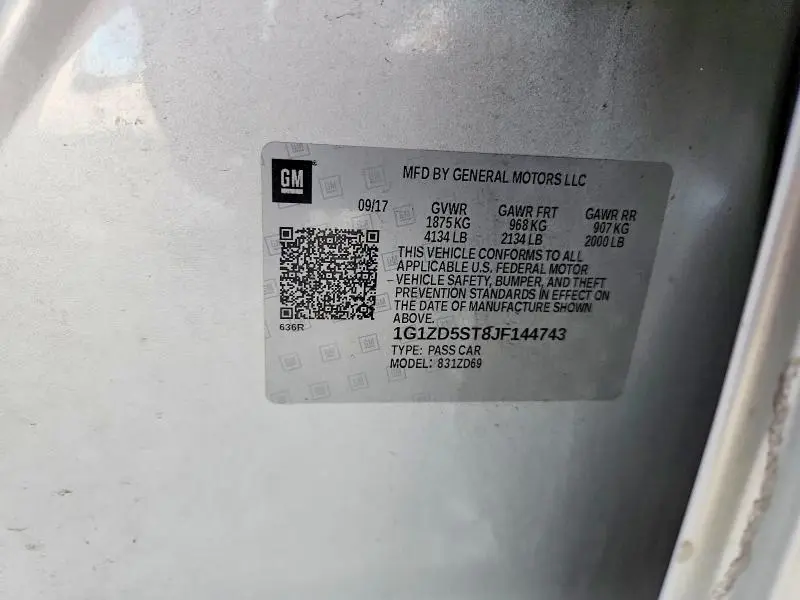 GM
MFD BY GENERAL MOTORS LLC
09/17 GVWR GAWR FRT GAWR RR
1875 KG 968 KG 907 KG
4134 LB 2134 LB 2000 LB
THIS VEHICLE CONFORMS TO ALL
APPLICABLE U.S. FEDERAL MOTOR
VEHICLE SAFETY, BUMPER, AND THEFT
PREVENTION STANDARDS IN EFFECT ON
THE DATE OF MANUFACTURE SHOWN
ABOVE.
636R
1G1ZD5ST8JF144743
TYPE: PASS CAR
MODEL: 831ZD69